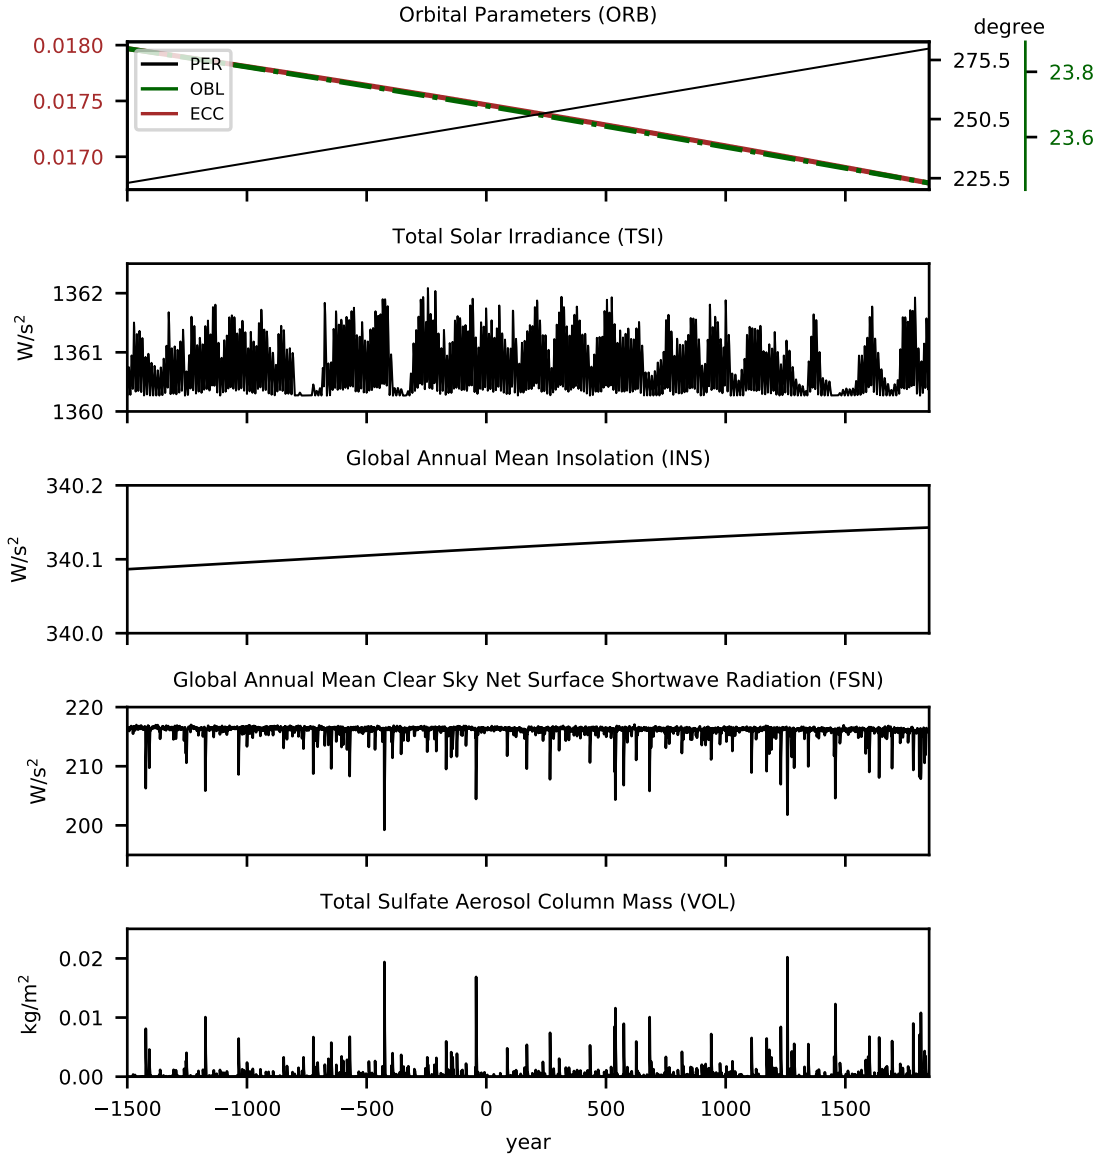 Orbital Parameters (ORB)
degree
0.0180
0.0175
0.0170
PER
OBL
ECC
275.5
250.5
225.5
23.8
23.6
Total Solar Irradiance (TSI)
W/s²
1362
1361
1360
Global Annual Mean Insolation (INS)
W/s²
340.2
340.1
340.0
Global Annual Mean Clear Sky Net Surface Shortwave Radiation (FSN)
W/s²
220
210
200
Total Sulfate Aerosol Column Mass (VOL)
kg/m²
0.02
0.01
0.00
−1500 −1000 −500 0 500 1000 1500
year